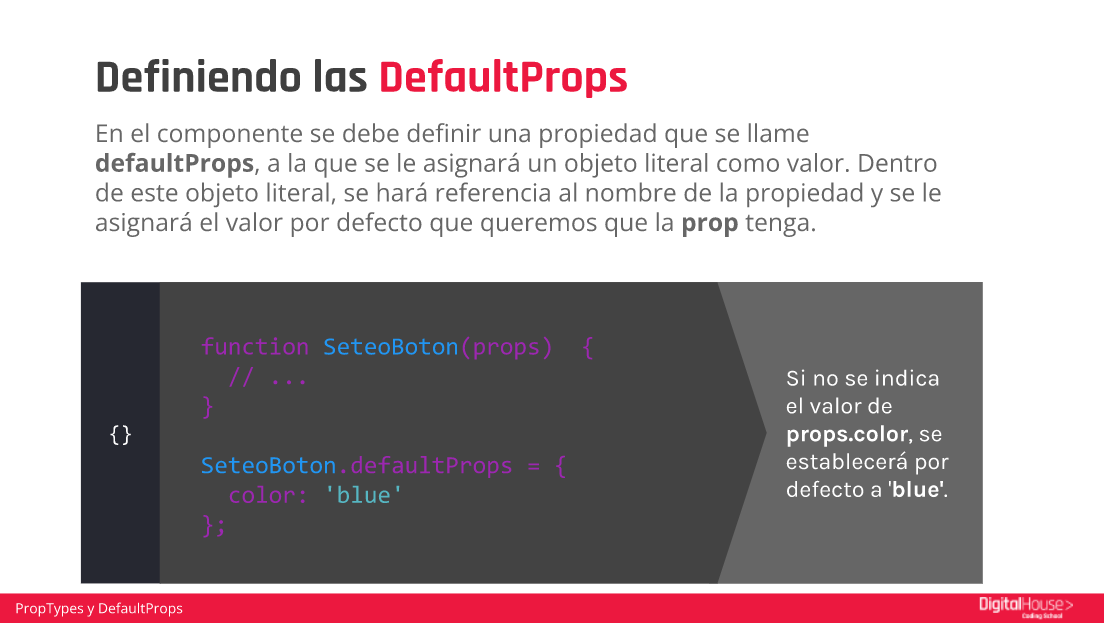 Definiendo las DefaultProps
En el componente se debe definir una propiedad que se llame
defaultProps, a la que se le asignará un objeto literal como valor. Dentro
de este objeto literal, se hará referencia al nombre de la propiedad y se le
asignará el valor por defecto que queremos que la prop tenga.
{}
function SeteoBoton(props)  {
  // ...
}
SeteoBoton.defaultProps = {
  color: 'blue'
};
Si no se indica
el valor de
props.color, se
establecerá por
defecto a 'blue'.
PropTypes y DefaultProps
DigitalHouse>
Coding School